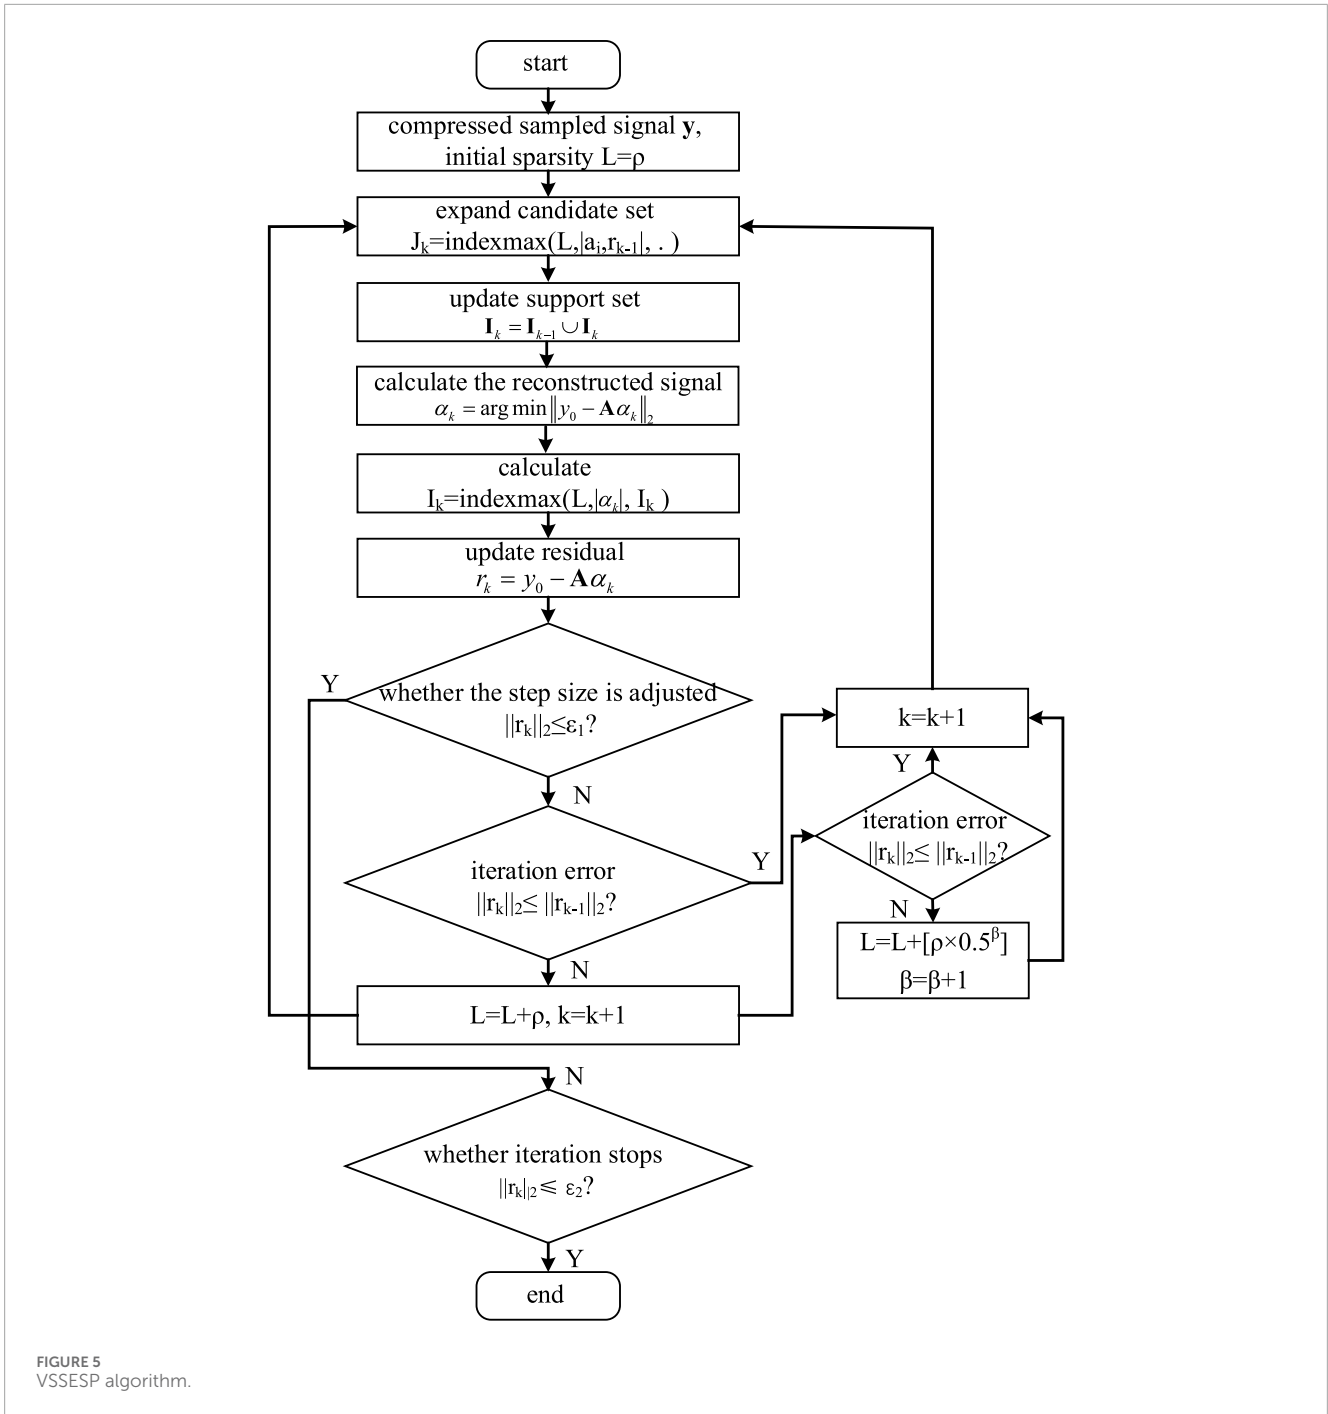 start
compressed sampled signal y,
initial sparsity L=ρ
expand candidate set
Jₖ=indexmax(L,|aᵢ,rₖ₋₁|, . )
update support set
Iₖ = Iₖ₋₁ ∪ Iₖ
calculate the reconstructed signal
αₖ = arg min ||y₀ − Aαₖ||₂
calculate
Iₖ=indexmax(L,|αₖ|, Iₖ )
update residual
rₖ = y₀ − Aαₖ
Y
whether the step size is adjusted
||rₖ||₂≤ε₁?
N
k=k+1
Y
iteration error
||rₖ||₂≤ ||rₖ₋₁||₂?
Y
iteration error
||rₖ||₂≤ ||rₖ₋₁||₂?
N
L=L+[ρ×0.5^β]
β=β+1
N
L=L+ρ, k=k+1
N
whether iteration stops
||rₖ||₂≤ ε₂?
Y
end
FIGURE 5
VSSESP algorithm.